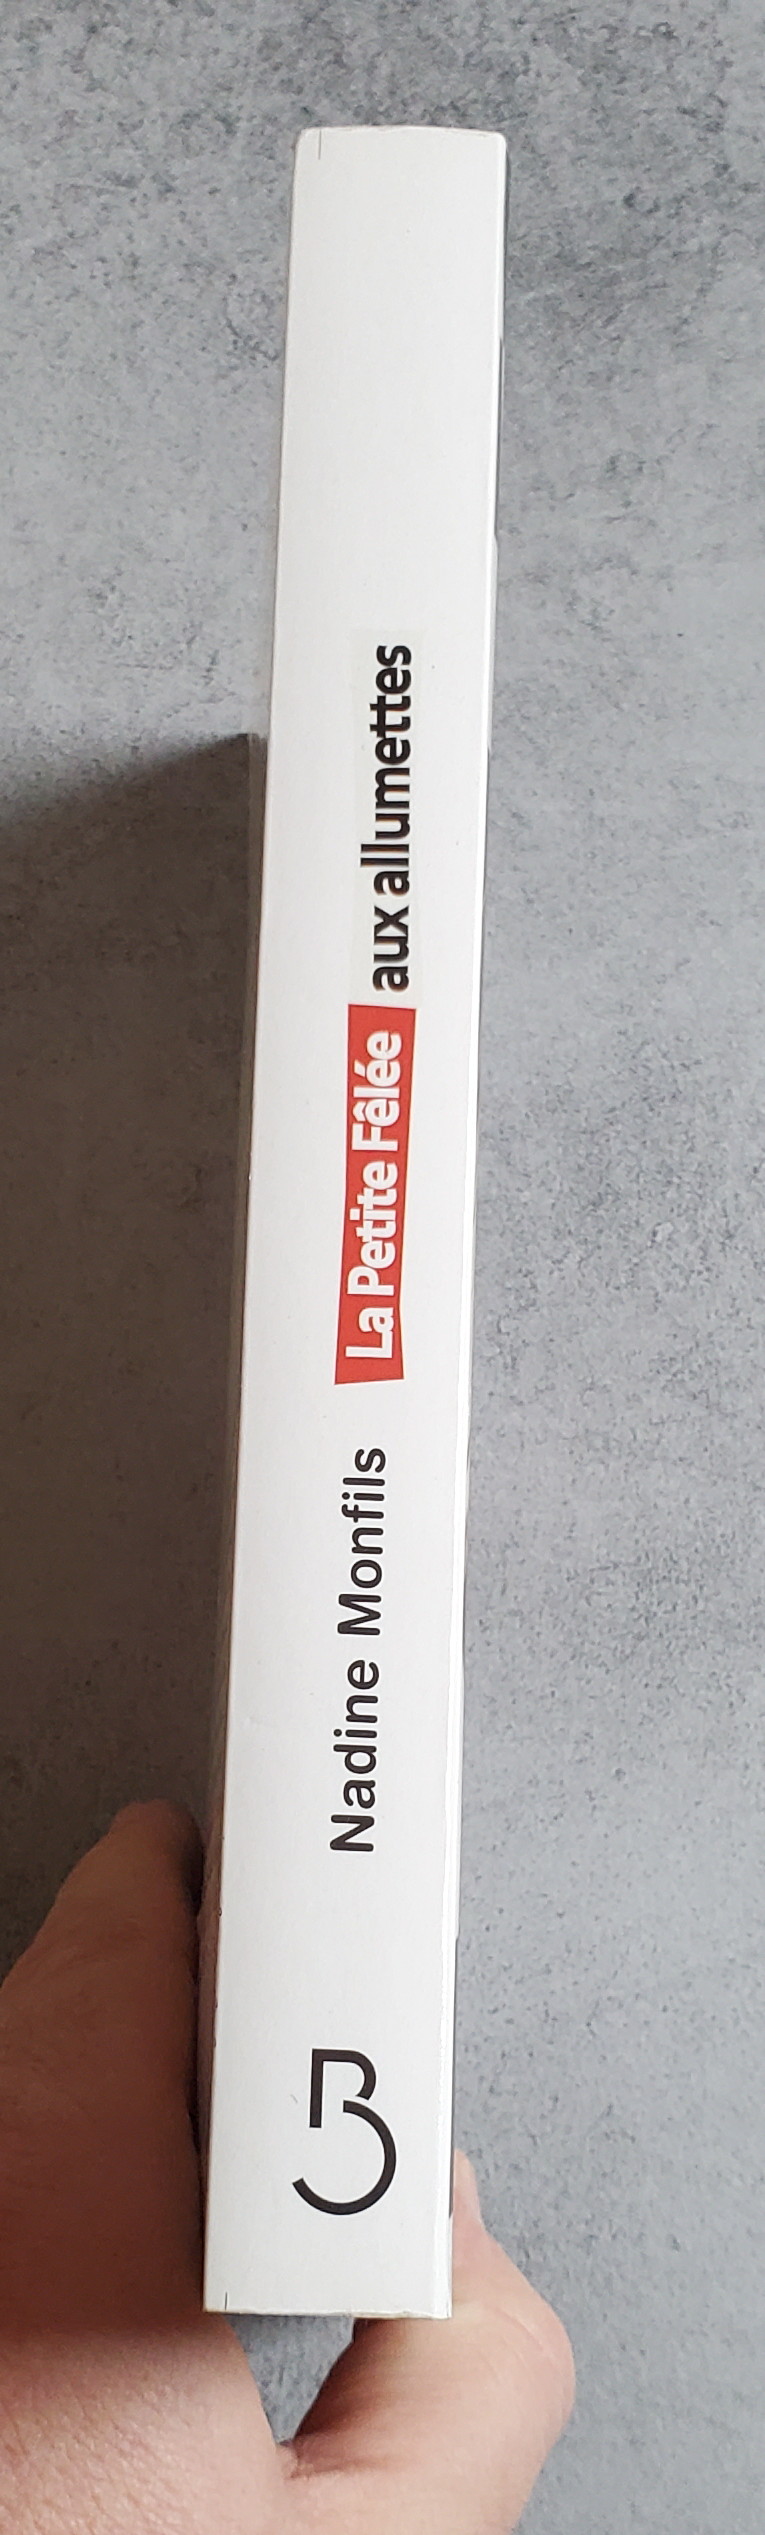 Nadine Monfils
La Petite Fêlée aux allumettes